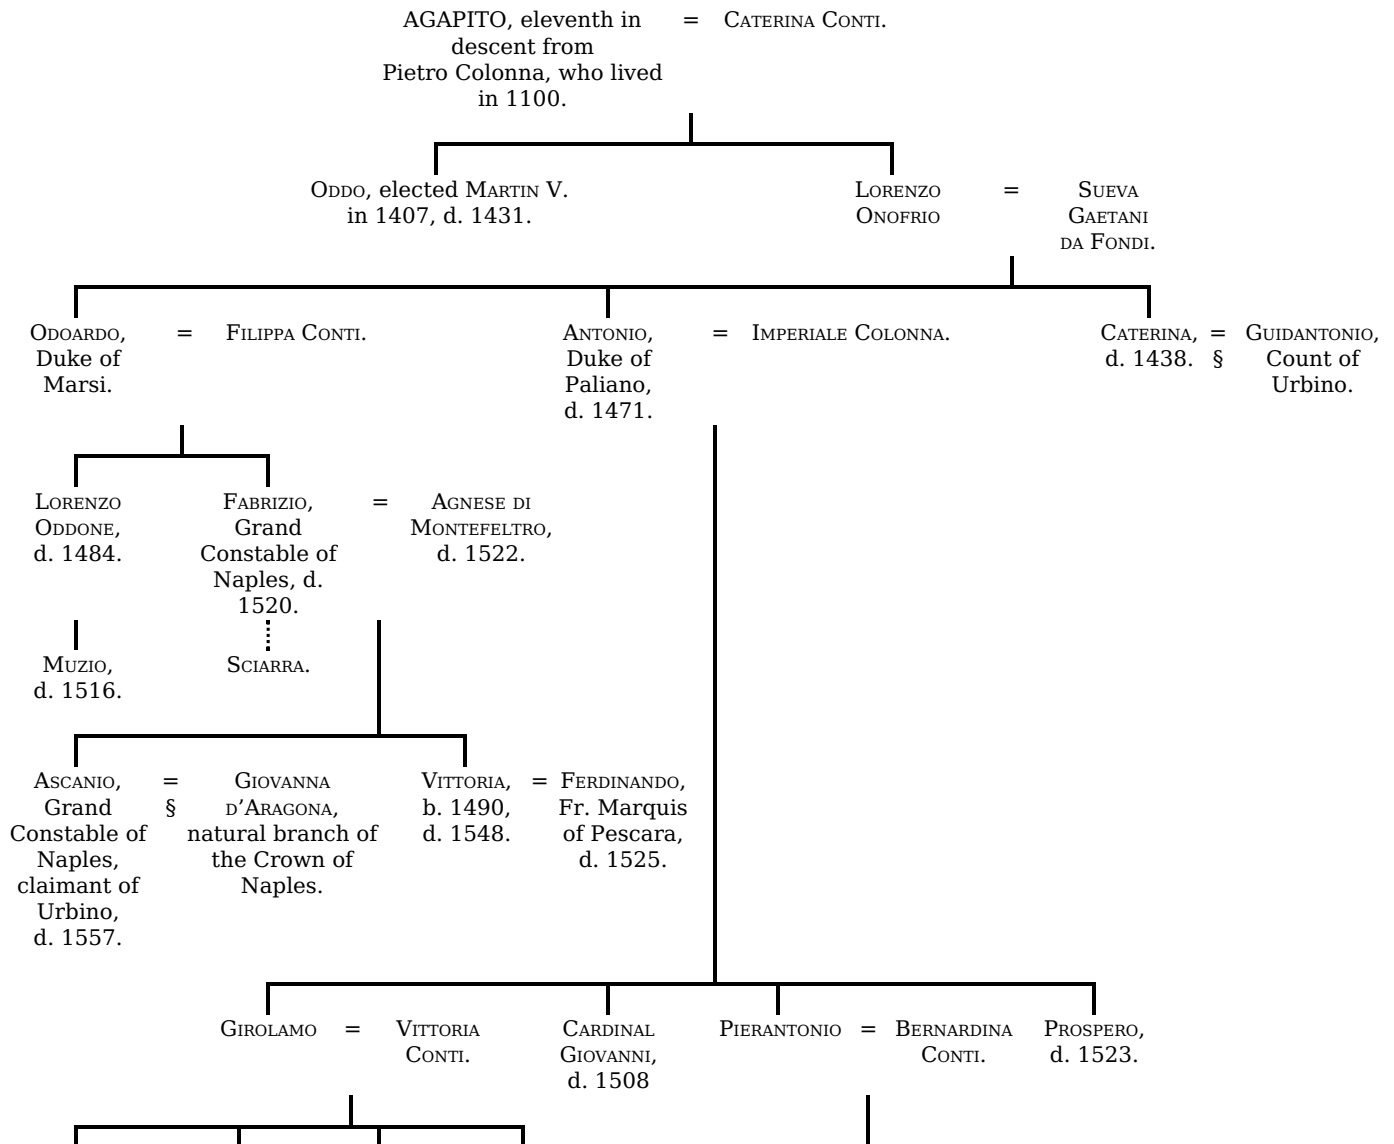 AGAPITO, eleventh in
descent from
Pietro Colonna, who lived
in 1100.
=
CATERINA CONTI.
ODDO, elected MARTIN V.
in 1407, d. 1431.
LORENZO
ONOFRIO
=
SUEVA
GAETANI
DA FONDI.
ODOARDO,
Duke of
Marsi.
=
FILIPPA CONTI.
ANTONIO,
Duke of
Paliano,
d. 1471.
=
IMPERIALE COLONNA.
CATERINA,
d. 1438.
=
§
GUIDANTONIO,
Count of
Urbino.
LORENZO
ODDONE,
d. 1484.
FABRIZIO,
Grand
Constable of
Naples, d.
1520.
=
AGNESE DI
MONTEFELTRO,
d. 1522.
MUZIO,
d. 1516.
SCIARRA.
ASCANIO,
Grand
Constable of
Naples,
claimant of
Urbino,
d. 1557.
=
§
GIOVANNA
D’ARAGONA,
natural branch of
the Crown of
Naples.
VITTORIA,
b. 1490,
d. 1548.
=
FERDINANDO,
Fr. Marquis
of Pescara,
d. 1525.
GIROLAMO
=
VITTORIA
CONTI.
CARDINAL
GIOVANNI,
d. 1508
PIERANTONIO
=
BERNARDINA
CONTI.
PROSPERO,
d. 1523.